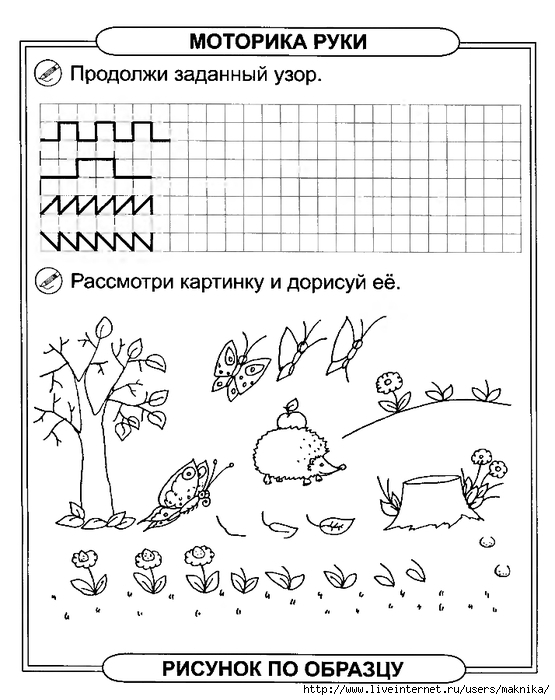 МОТОРИКА РУКИ
Продолжи заданный узор.
Рассмотри картинку и дорисуй её.
РИСУНОК ПО ОБРАЗЦУ
http://www.liveinternet.ru/users/maknika/